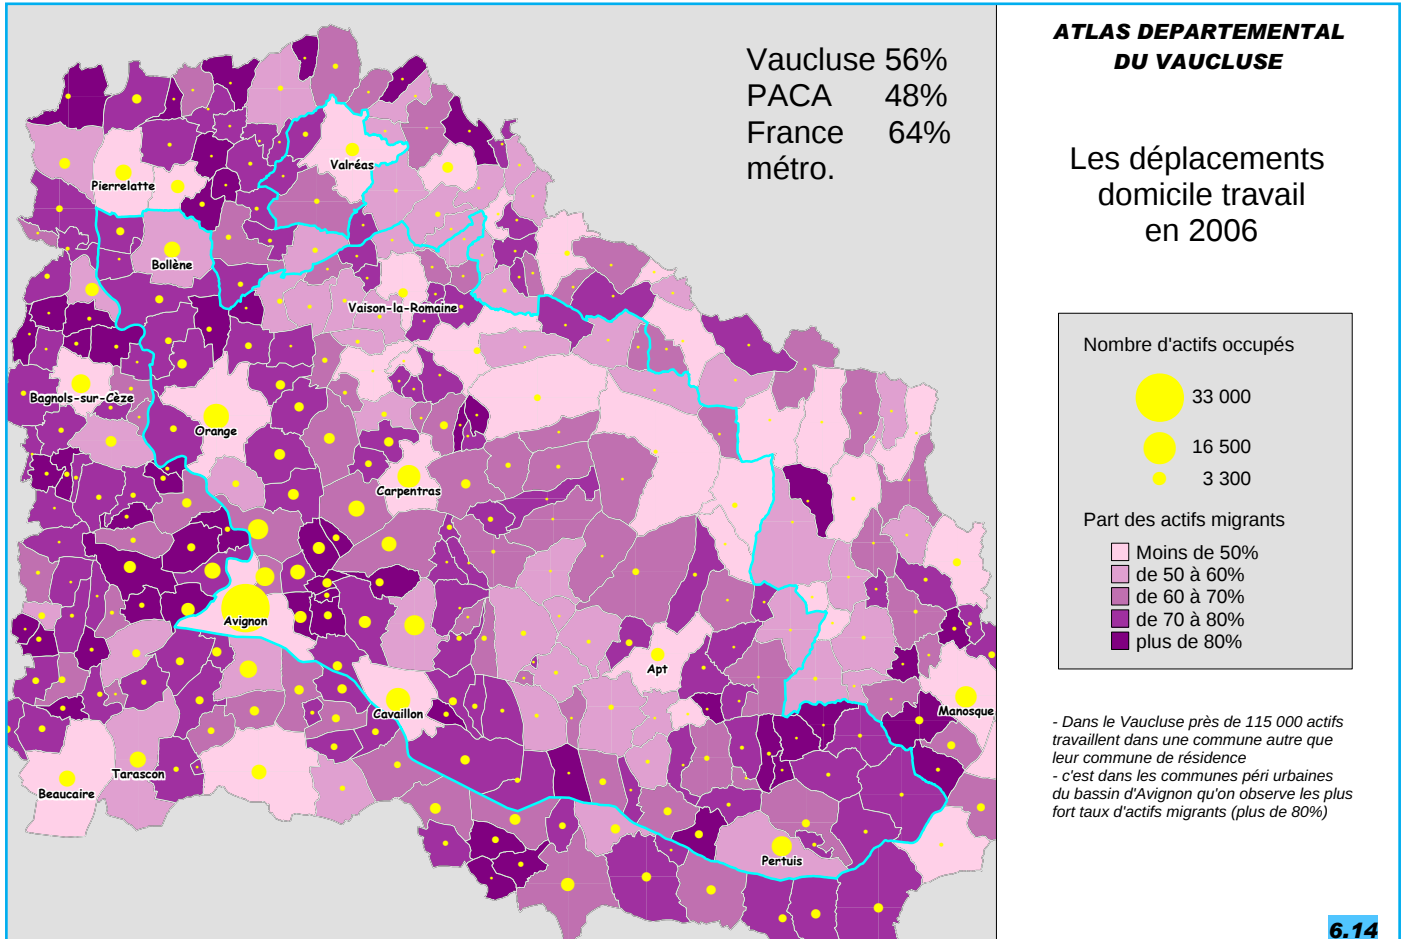 Vaucluse 56%
PACA 48%
France 64%
métro.
ATLAS DEPARTEMENTAL
DU VAUCLUSE
Les déplacements
domicile travail
en 2006
Valréas
Pierrelatte
Bollène
Vaison-la-Romaine
Bagnols-sur-Cèze
Orange
Carpentras
Avignon
Apt
Cavaillon
Manosque
Tarascon
Beaucaire
Pertuis
Nombre d'actifs occupés
33 000
16 500
3 300
Part des actifs migrants
Moins de 50%
de 50 à 60%
de 60 à 70%
de 70 à 80%
plus de 80%
- Dans le Vaucluse près de 115 000 actifs
travaillent dans une commune autre que
leur commune de résidence
- c'est dans les communes péri urbaines
du bassin d'Avignon qu'on observe les plus
fort taux d'actifs migrants (plus de 80%)
6.14